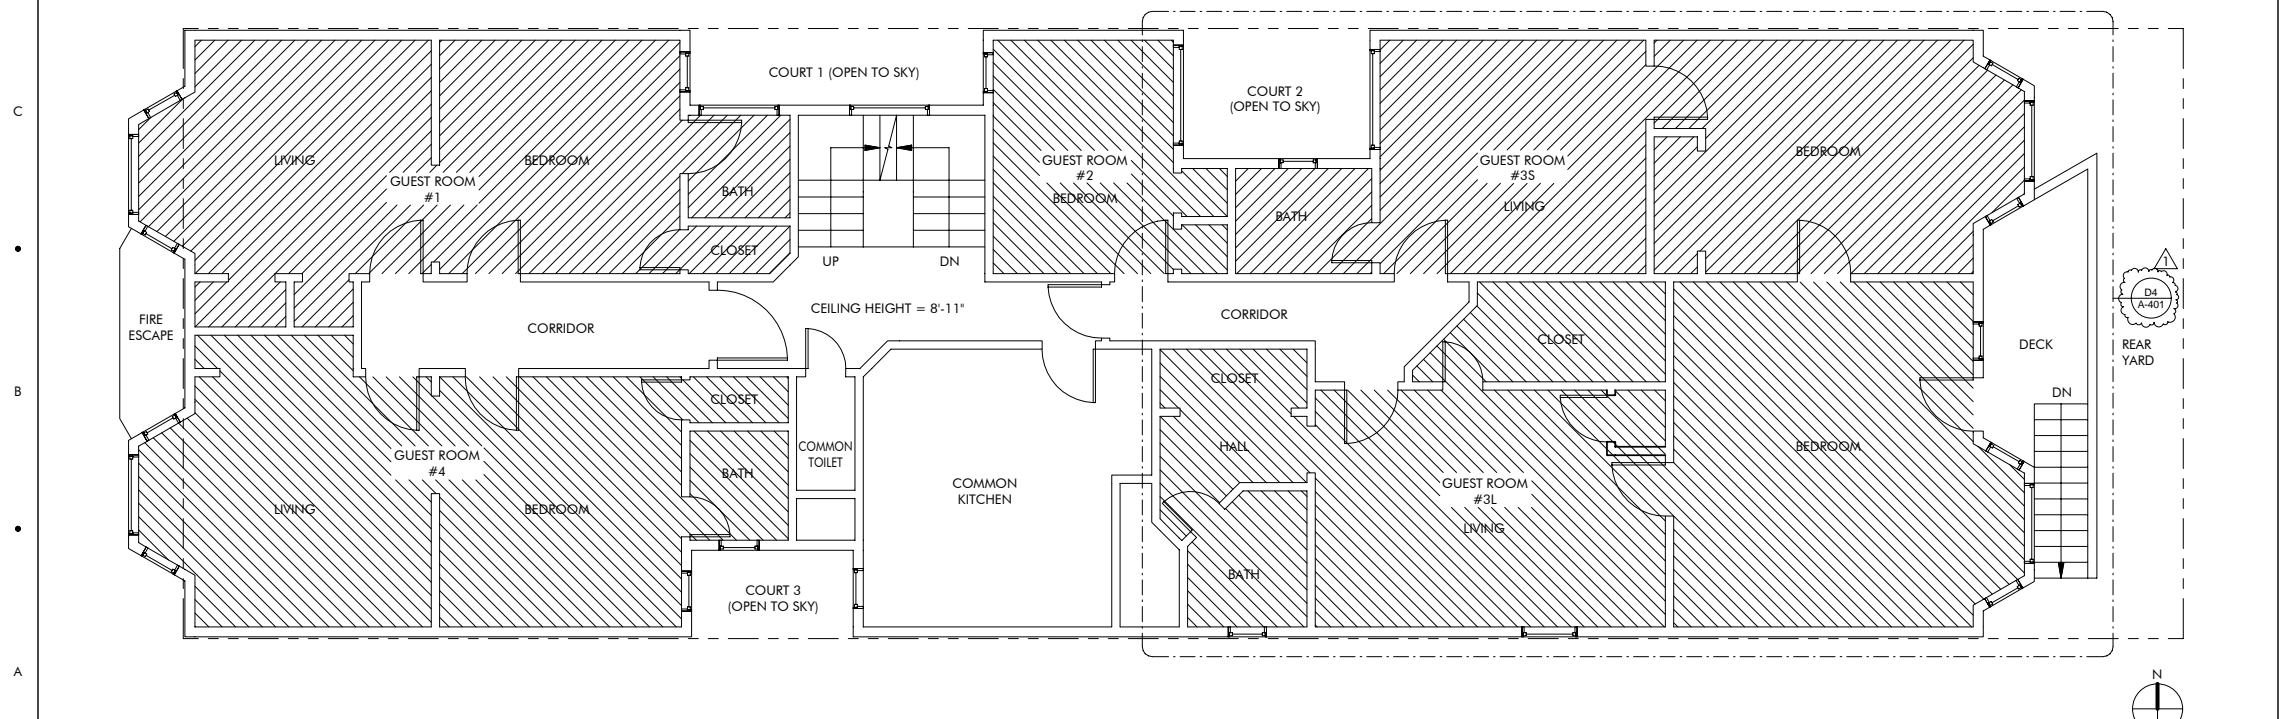 COURT 1 (OPEN TO SKY)
COURT 2
(OPEN TO SKY)
C
LIVING
BEDROOM
GUEST ROOM
#1
BATH
CLOSET
UP
DN
GUEST ROOM
#2
BEDROOM
BATH
GUEST ROOM
#3S
LIVING
BEDROOM
1
D4
A-401
FIRE
ESCAPE
CORRIDOR
CEILING HEIGHT = 8'-11"
CORRIDOR
CLOSET
DECK
REAR
YARD
B
CLOSET
CLOSET
DN
GUEST ROOM
#4
LIVING
BEDROOM
BATH
COMMON
TOILET
COMMON
KITCHEN
HALL
GUEST ROOM
#3L
LIVING
BEDROOM
BATH
COURT 3
(OPEN TO SKY)
A
N